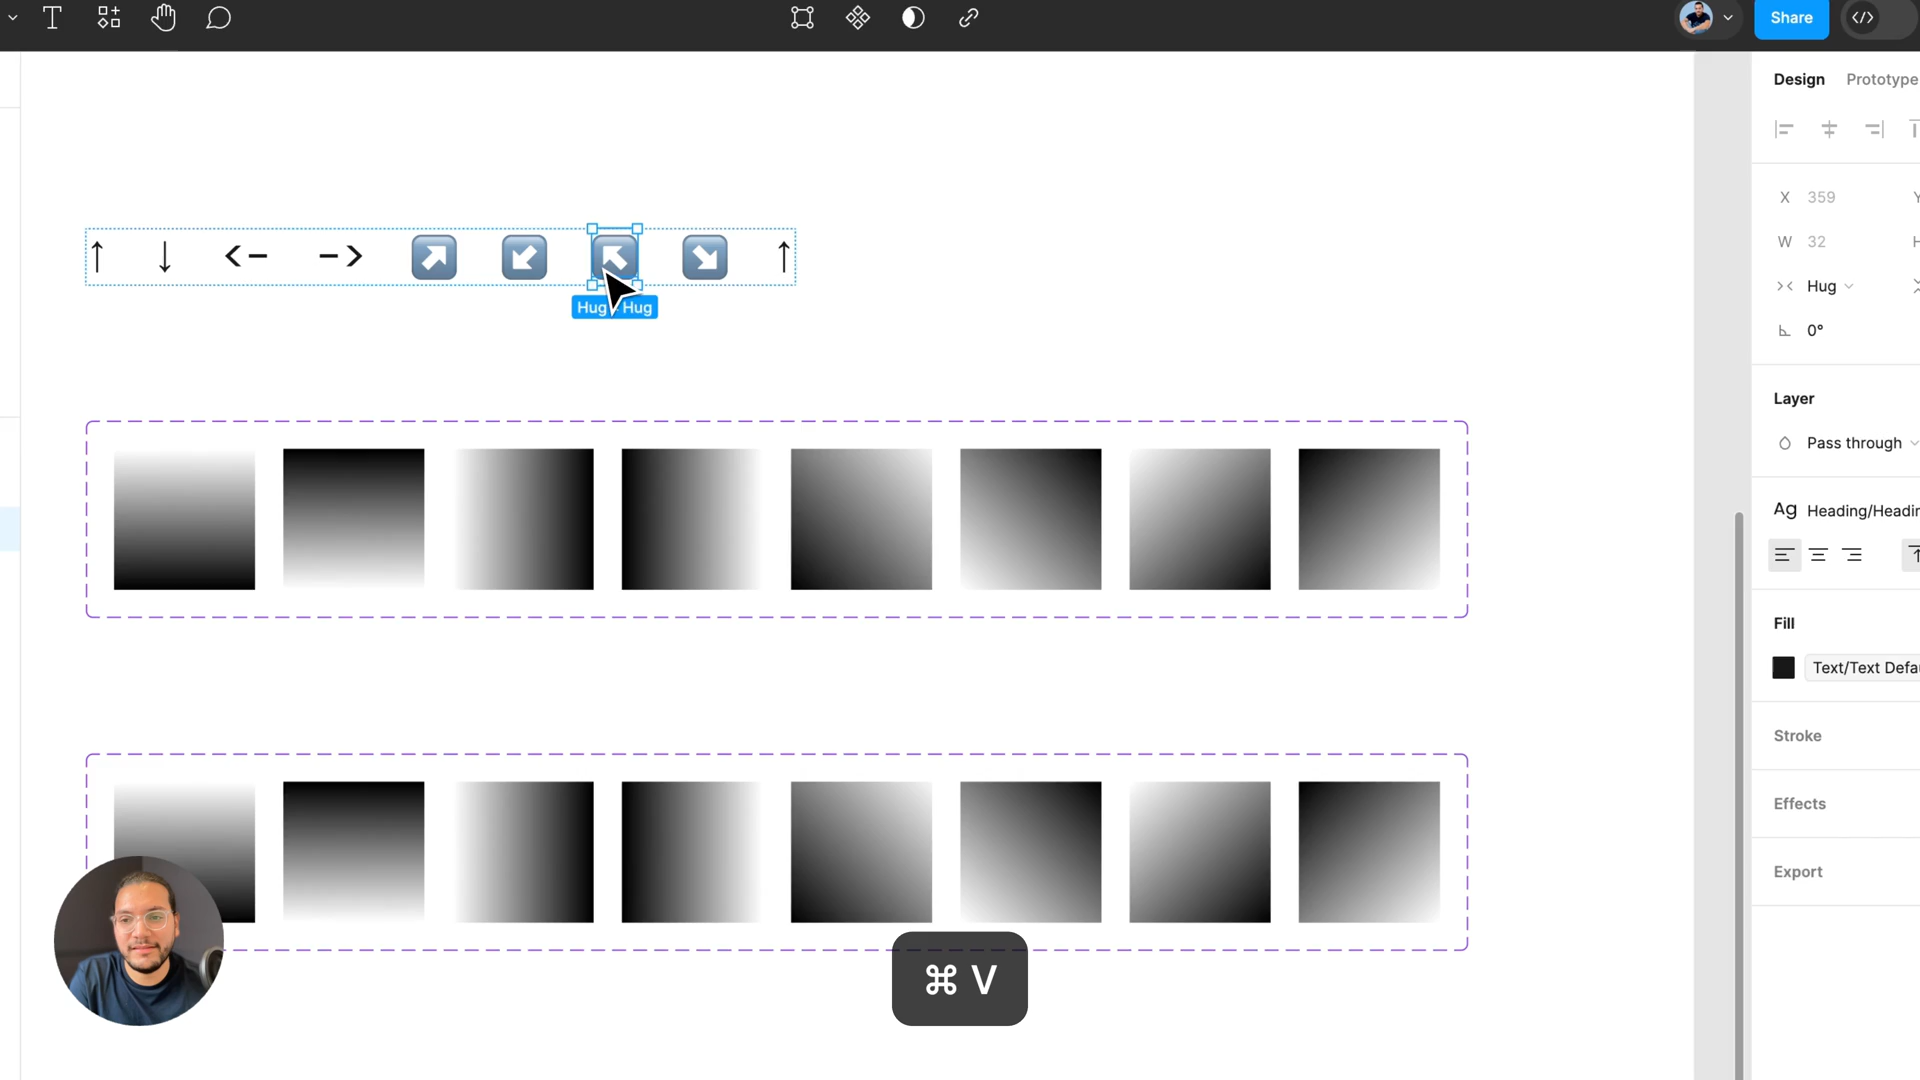 T
</>
Share
Design Prototype
↑ ↓ <- -> ↗️ ↙️ ↖️ ↘️ ↑
Hug Hug
X 359
Y
W 32
H
Hug
0°
Layer
Pass through
Ag Heading/Headin
Fill
Text/Text Defau
Stroke
Effects
Export
⌘ V